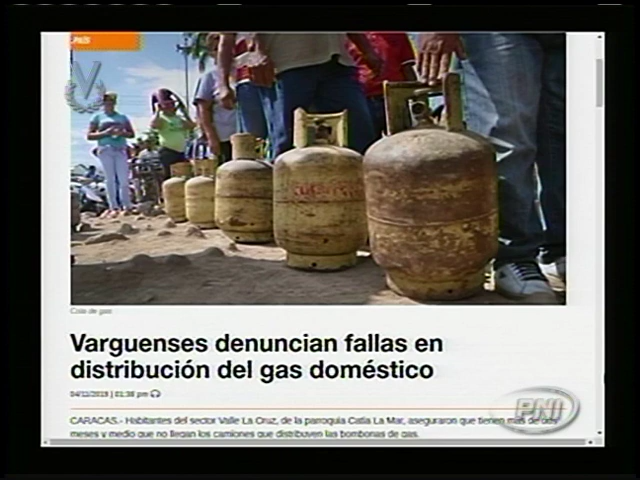 PAÍS
V
Cola de gas
Varguenses denuncian fallas en
distribución del gas doméstico
04/11/2018 | 01:38 pm
CARACAS.- Habitantes del sector Valle La Cruz, de la parroquia Catia La Mar, aseguraron que tienen más de dos
meses y medio que no llegan los camiones que distribuyen las bombonas de gas.
PNI